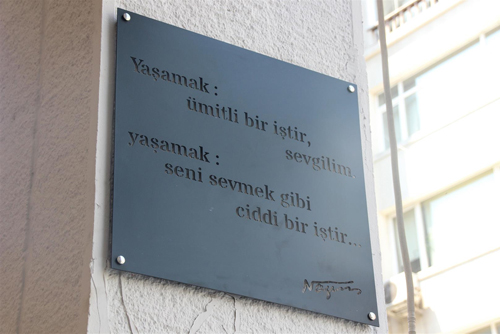 Yaşamak :
ümitli bir iştir,
sevgilim
yaşamak :
seni sevmek gibi
ciddi bir iştir...